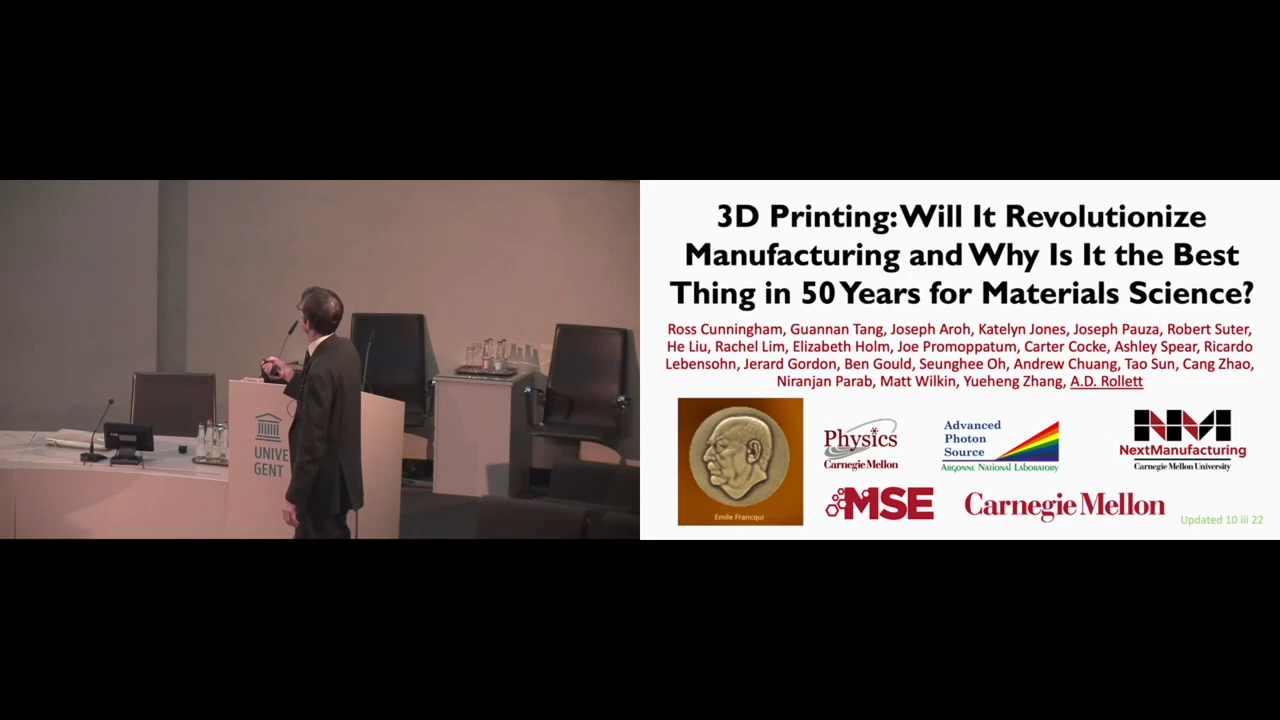 UNIVE
GENT
3D Printing: Will It Revolutionize
Manufacturing and Why Is It the Best
Thing in 50 Years for Materials Science?
Ross Cunningham, Guannan Tang, Joseph Aroh, Katelyn Jones, Joseph Pauza, Robert Suter,
He Liu, Rachel Lim, Elizabeth Holm, Joe Promoppatum, Carter Cocke, Ashley Spear, Ricardo
Lebensohn, Jerard Gordon, Ben Gould, Seunghee Oh, Andrew Chuang, Tao Sun, Cang Zhao,
Niranjan Parab, Matt Wilkin, Yueheng Zhang, A.D. Rollett
Emile Francqui
Physics
Carnegie Mellon
Advanced
Photon
Source
ARGONNE NATIONAL LABORATORY
NM
NextManufacturing
Carnegie Mellon University
MSE
Carnegie Mellon
Updated 10 iii 22